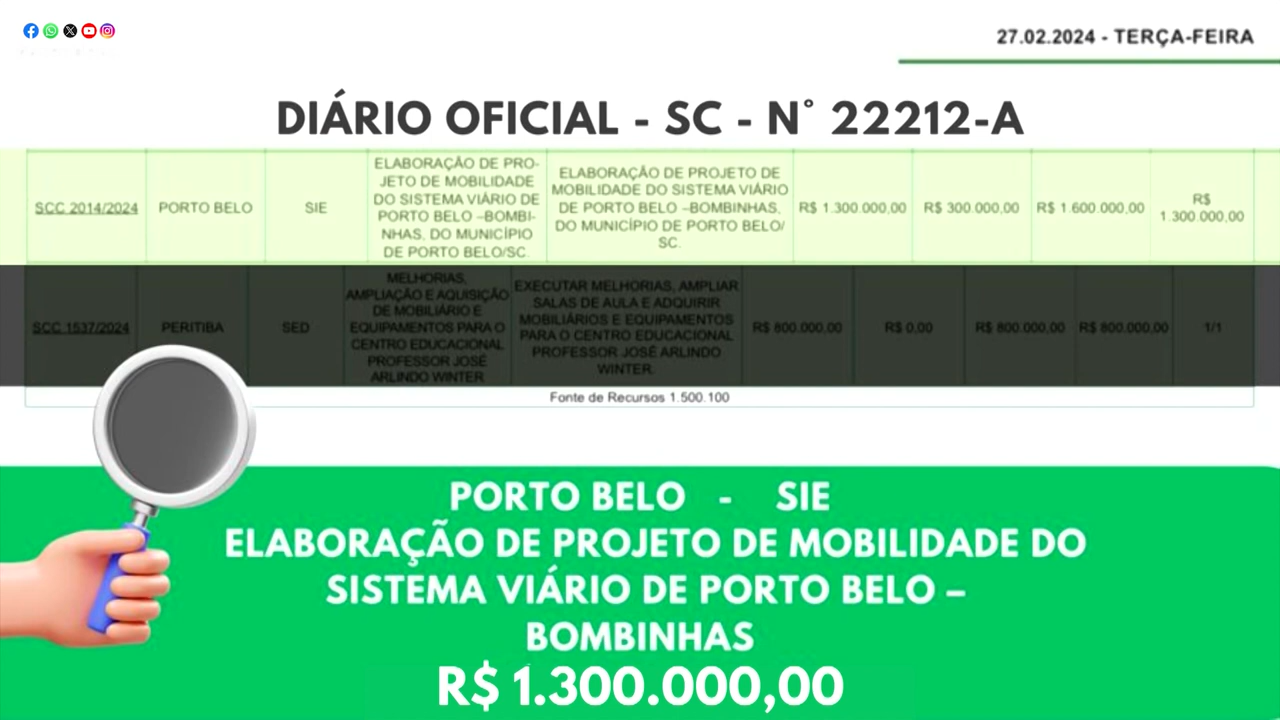 27.02.2024 - TERÇA-FEIRA
DIÁRIO OFICIAL - SC - N° 22212-A
SCC 2014/2024
PORTO BELO
SIE
ELABORAÇÃO DE PRO-
JETO DE MOBILIDADE
DO SISTEMA VIÁRIO DE
PORTO BELO –BOMBI-
NHAS, DO MUNICÍPIO
DE PORTO BELO/SC.
ELABORAÇÃO DE PROJETO DE
MOBILIDADE DO SISTEMA VIÁRIO
DE PORTO BELO –BOMBINHAS,
DO MUNICÍPIO DE PORTO BELO/
SC.
R$ 1.300.000,00
R$ 300.000,00
R$ 1.600.000,00
R$
1.300.000,00
SCC 1537/2024
PERITIBA
SED
MELHORIAS,
AMPLIAÇÃO E AQUISIÇÃO
DE MOBILIÁRIO E
EQUIPAMENTOS PARA O
CENTRO EDUCACIONAL
PROFESSOR JOSÉ
ARLINDO WINTER
EXECUTAR MELHORIAS, AMPLIAR
SALAS DE AULA E ADQUIRIR
MOBILIÁRIOS E EQUIPAMENTOS
PARA O CENTRO EDUCACIONAL
PROFESSOR JOSÉ ARLINDO
WINTER.
R$ 800.000,00
R$ 0,00
R$ 800.000,00
R$ 800.000,00
1/1
Fonte de Recursos 1.500.100
PORTO BELO - SIE
ELABORAÇÃO DE PROJETO DE MOBILIDADE DO
SISTEMA VIÁRIO DE PORTO BELO –
BOMBINHAS
R$ 1.300.000,00